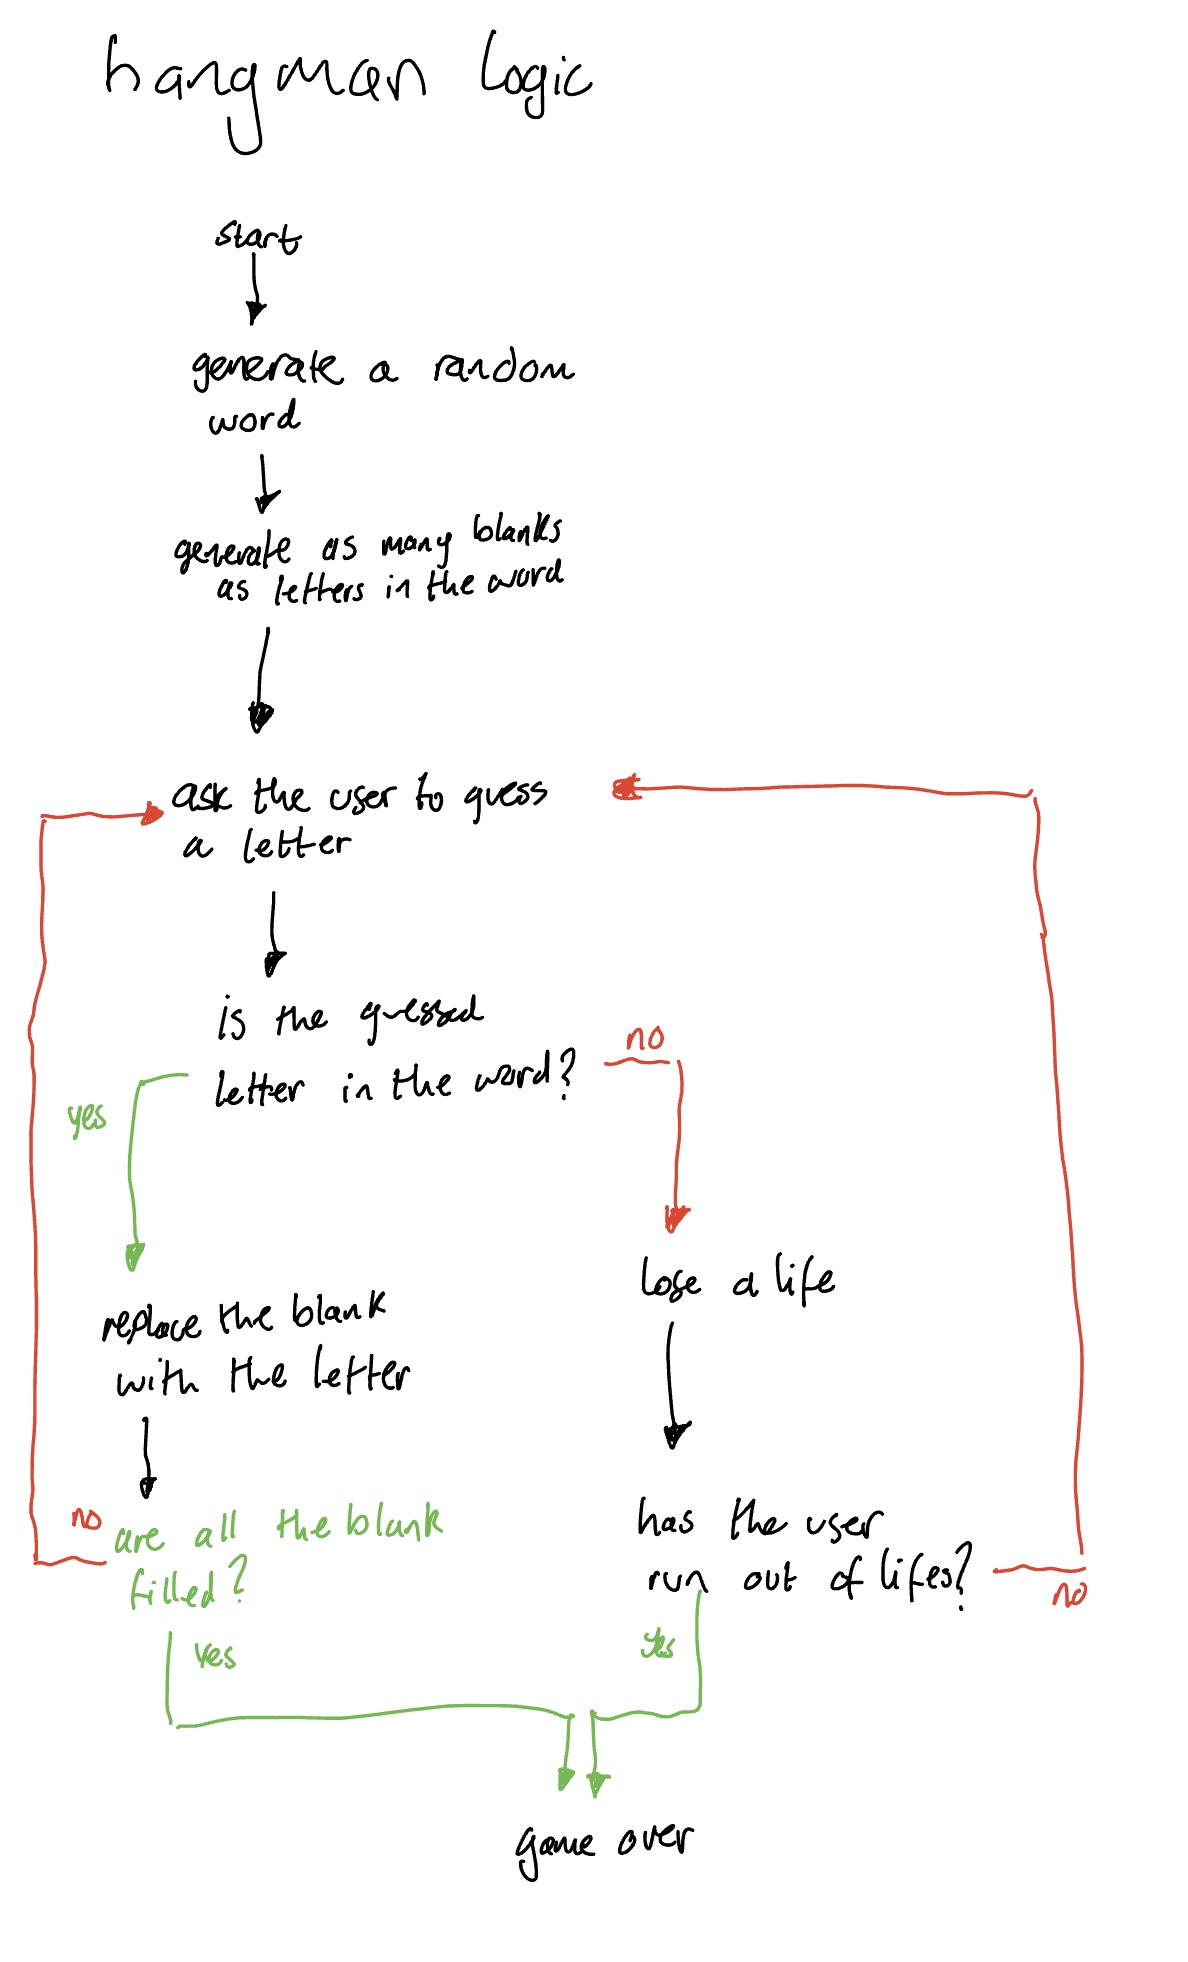 hangman logic
start
generate a random
word
generate as many blanks
as letters in the word
ask the user to guess
a letter
is the guessed
letter in the word?
no
yes
lose a life
replace the blank
with the letter
has the user
run out of lifes?
no
no
are all the blank
filled?
yes
yes
game over